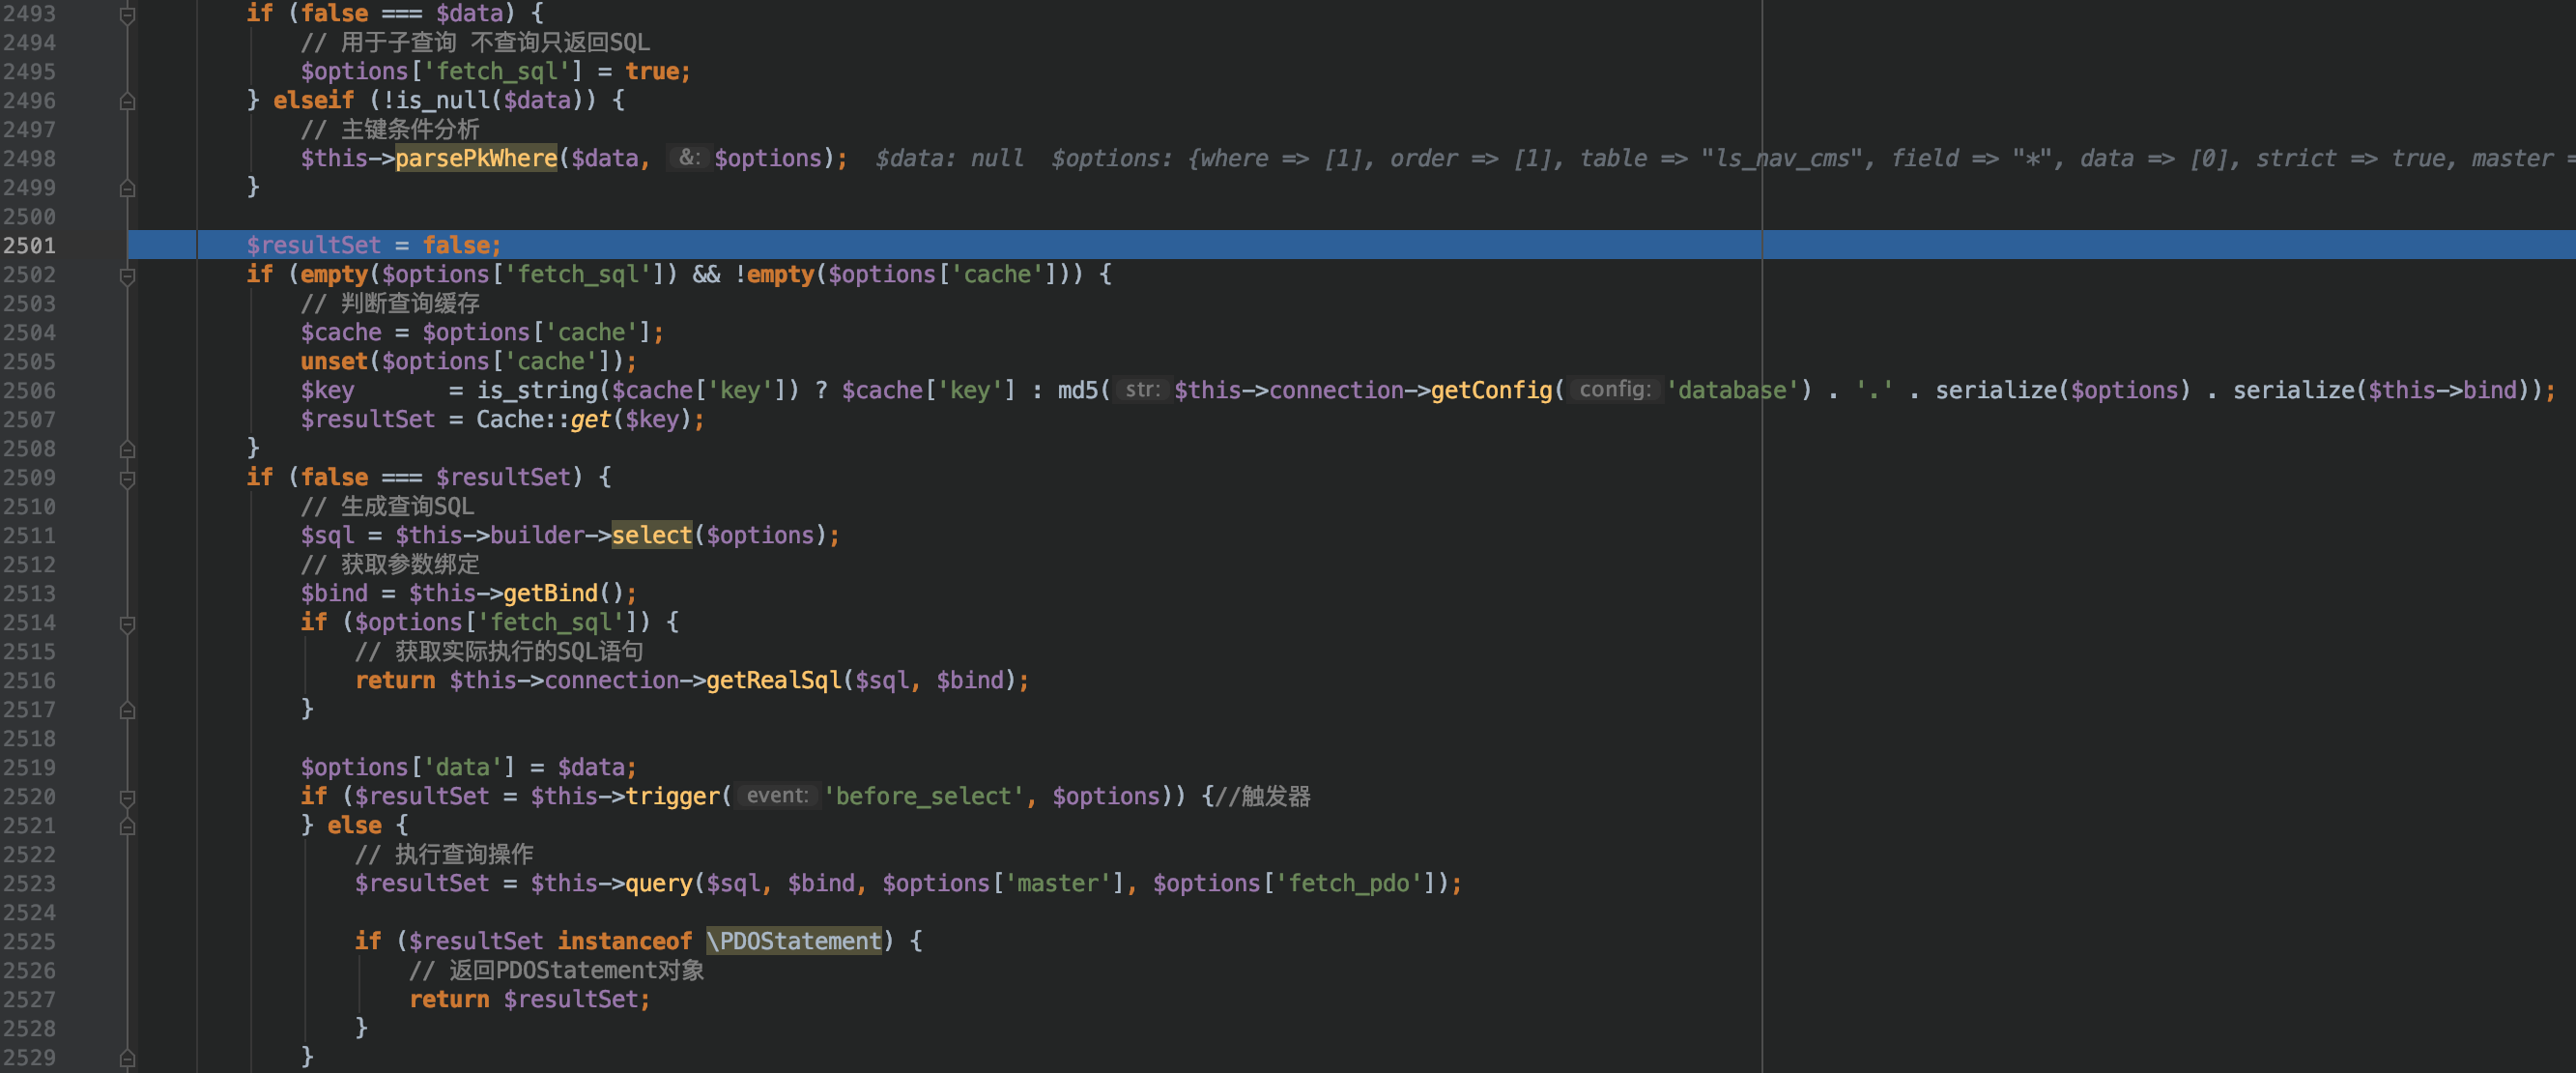 2493 if (false === $data) {
2494 // 用于子查询 不查询只返回SQL
2495 $options['fetch_sql'] = true;
2496 } elseif (!is_null($data)) {
2497 // 主键条件分析
2498 $this->parsePkWhere($data, &: $options); $data: null $options: {where => [1], order => [1], table => "ls_nav_cms", field => "*", data => [0], strict => true, master =
2499 }
2500
2501 $resultSet = false;
2502 if (empty($options['fetch_sql']) && !empty($options['cache'])) {
2503 // 判断查询缓存
2504 $cache = $options['cache'];
2505 unset($options['cache']);
2506 $key = is_string($cache['key']) ? $cache['key'] : md5( str: $this->connection->getConfig( config: 'database') . '.' . serialize($options) . serialize($this->bind));
2507 $resultSet = Cache::get($key);
2508 }
2509 if (false === $resultSet) {
2510 // 生成查询SQL
2511 $sql = $this->builder->select($options);
2512 // 获取参数绑定
2513 $bind = $this->getBind();
2514 if ($options['fetch_sql']) {
2515 // 获取实际执行的SQL语句
2516 return $this->connection->getRealSql($sql, $bind);
2517 }
2518
2519 $options['data'] = $data;
2520 if ($resultSet = $this->trigger( event: 'before_select', $options)) {//触发器
2521 } else {
2522 // 执行查询操作
2523 $resultSet = $this->query($sql, $bind, $options['master'], $options['fetch_pdo']);
2524
2525 if ($resultSet instanceof \PDOStatement) {
2526 // 返回PDOStatement对象
2527 return $resultSet;
2528 }
2529 }